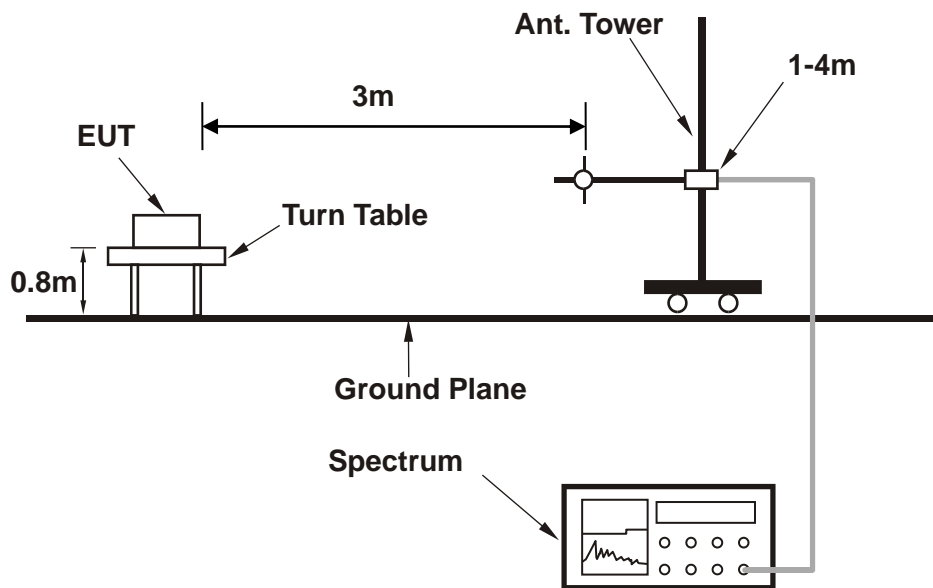 Ant. Tower
1-4m
3m
EUT
Turn Table
0.8m
Ground Plane
Spectrum